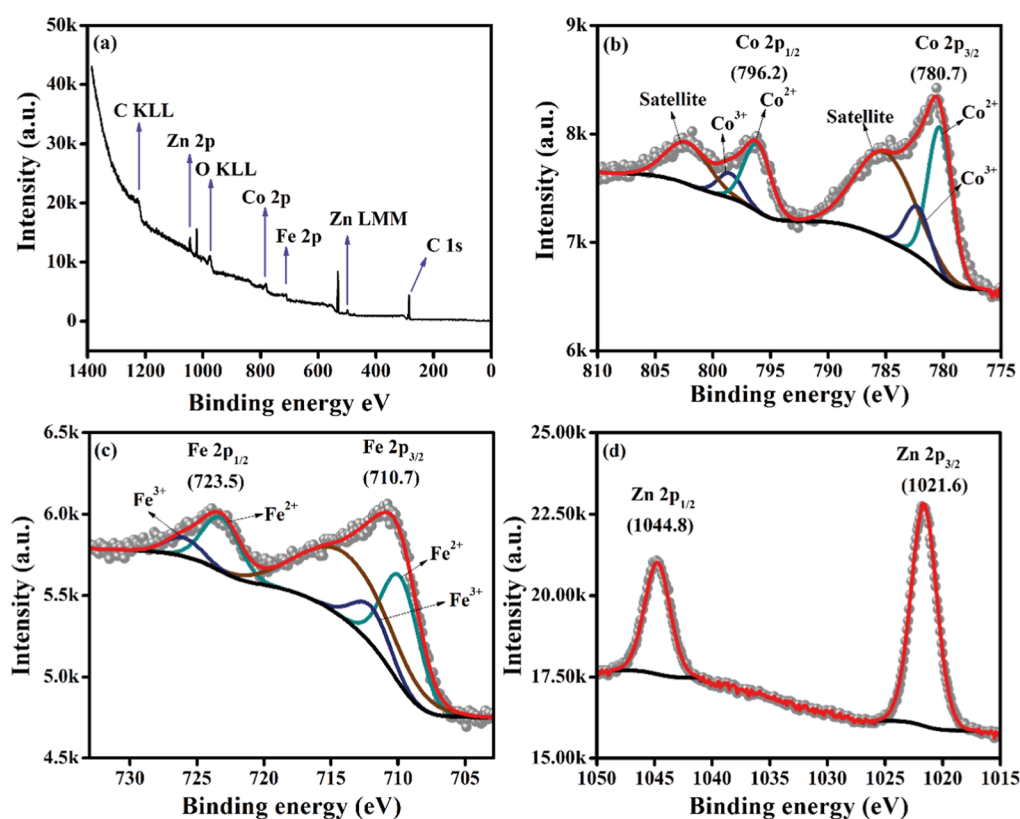 (a)
50k
40k
30k
20k
10k
0
Intensity (a.u.)
C KLL
Zn 2p
O KLL
Co 2p
Fe 2p
Zn LMM
C 1s
1400 1200 1000 800 600 400 200 0
Binding energy eV
(b)
9k
8k
7k
6k
Intensity (a.u.)
Co 2p1/2
(796.2)
Co 2p3/2
(780.7)
Satellite
Co3+
Co2+
Satellite
Co2+
Co3+
810 805 800 795 790 785 780 775
Binding energy (eV)
(c)
6.5k
6.0k
5.5k
5.0k
4.5k
Intensity (a.u.)
Fe 2p1/2
(723.5)
Fe 2p3/2
(710.7)
Fe3+
Fe2+
Fe2+
Fe3+
730 725 720 715 710 705
Binding energy (eV)
(d)
25.00k
22.50k
20.00k
17.50k
15.00k
Intensity (a.u.)
Zn 2p1/2
(1044.8)
Zn 2p3/2
(1021.6)
1050 1045 1040 1035 1030 1025 1020 1015
Binding energy (eV)